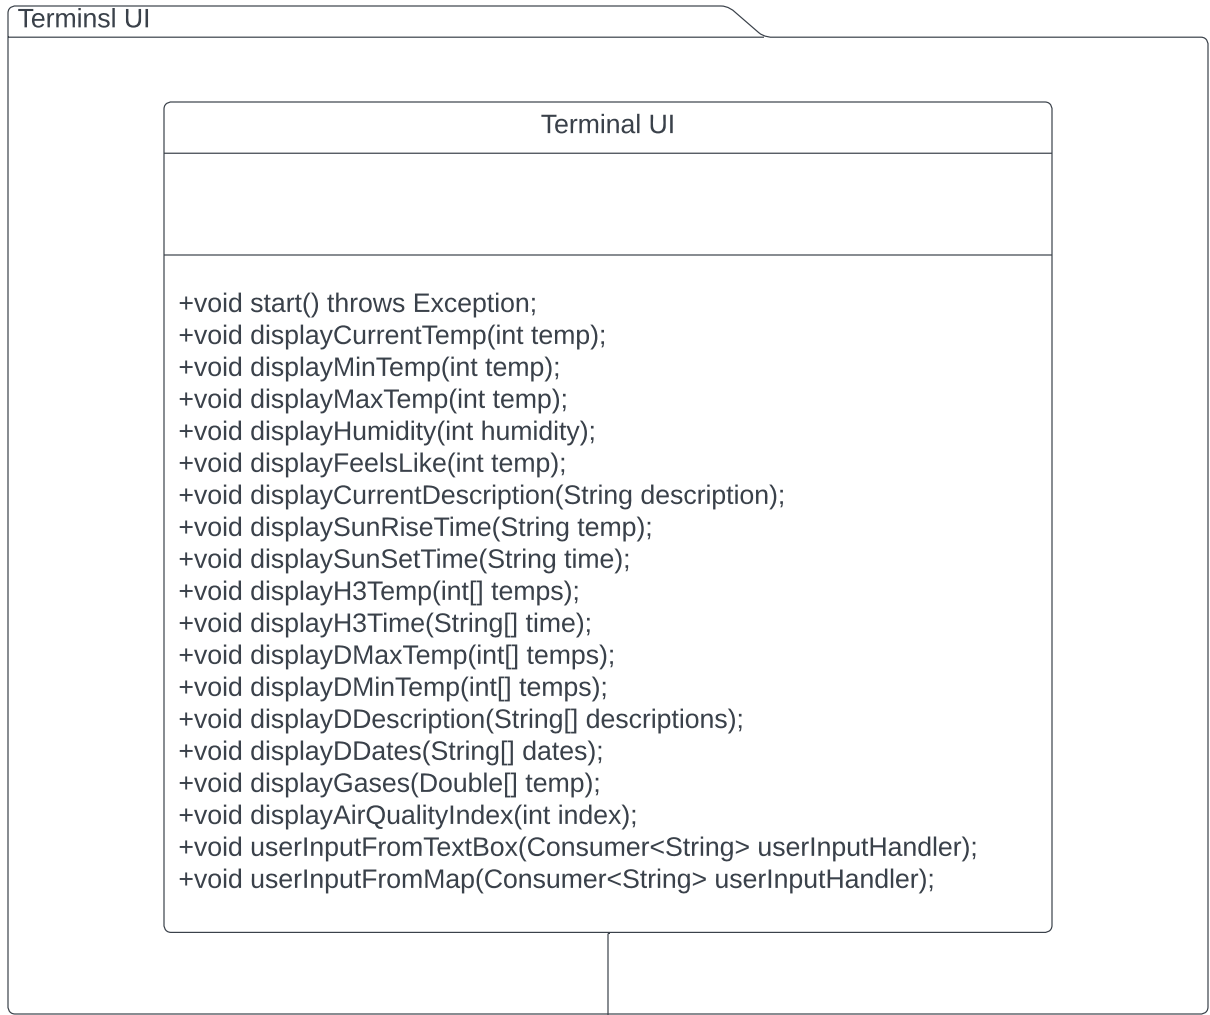 Terminsl UI
Terminal UI
+void start() throws Exception;
+void displayCurrentTemp(int temp);
+void displayMinTemp(int temp);
+void displayMaxTemp(int temp);
+void displayHumidity(int humidity);
+void displayFeelsLike(int temp);
+void displayCurrentDescription(String description);
+void displaySunRiseTime(String temp);
+void displaySunSetTime(String time);
+void displayH3Temp(int[] temps);
+void displayH3Time(String[] time);
+void displayDMaxTemp(int[] temps);
+void displayDMinTemp(int[] temps);
+void displayDDescription(String[] descriptions);
+void displayDDates(String[] dates);
+void displayGases(Double[] temp);
+void displayAirQualityIndex(int index);
+void userInputFromTextBox(Consumer<String> userInputHandler);
+void userInputFromMap(Consumer<String> userInputHandler);